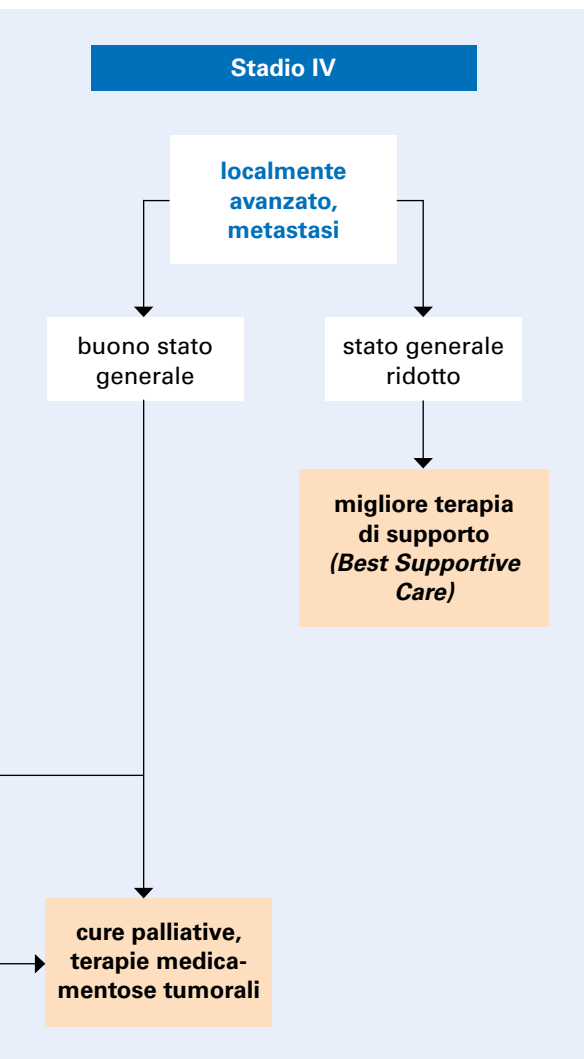 Stadio IV
localmente
avanzato,
metastasi
buono stato
generale
stato generale
ridotto
migliore terapia
di supporto
(Best Supportive
Care)
cure palliative,
terapie medica-
mentose tumorali